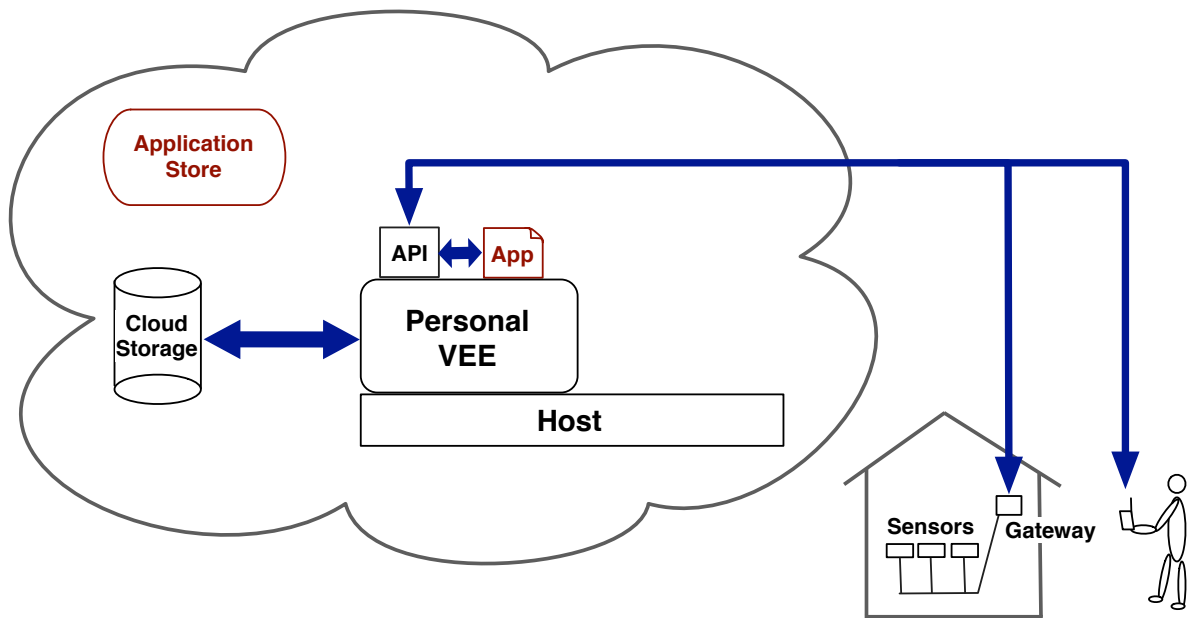 Application
Store
API
App
Cloud
Storage
Personal
VEE
Host
Sensors
Gateway